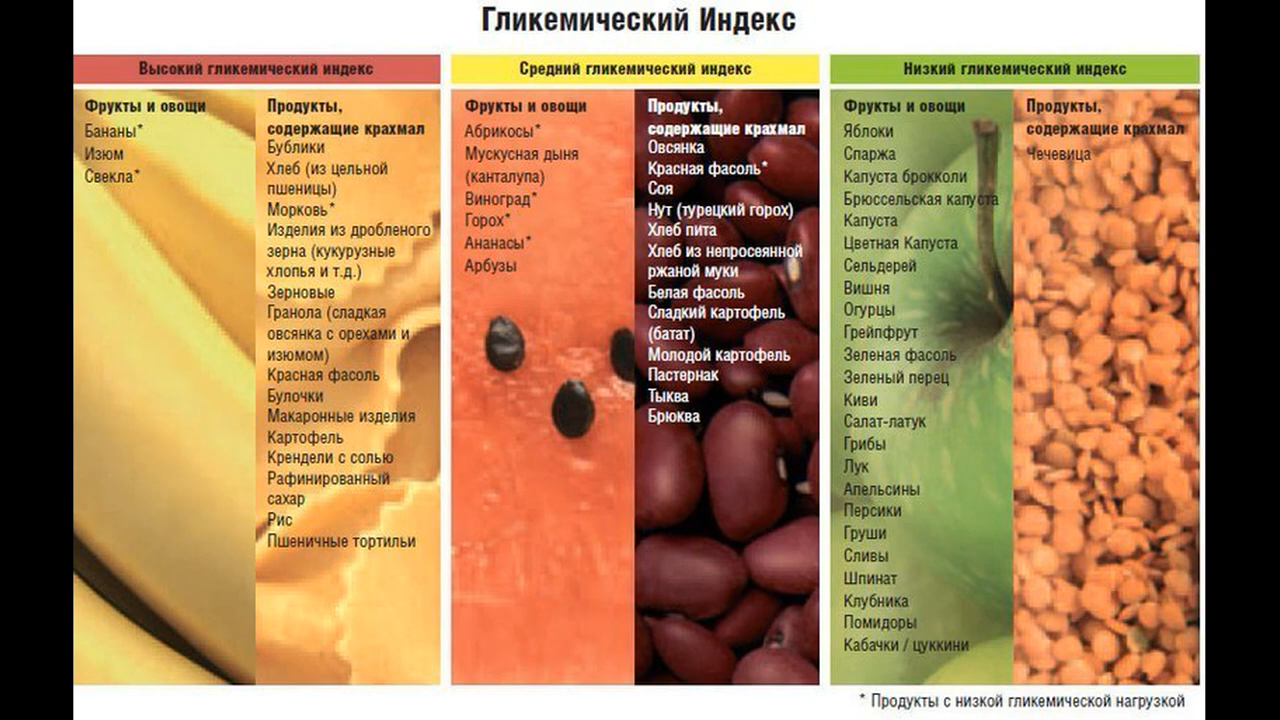 Гликемический Индекс
Высокий гликемический индекс
Фрукты и овощи
Бананы*
Изюм
Свекла*
Продукты,
содержащие крахмал
Бублики
Хлеб (из цельной
пшеницы)
Морковь*
Изделия из дробленого
зерна (кукурузные
хлопья и т.д.)
Зерновые
Гранола (сладкая
овсянка с орехами и
изюмом)
Красная фасоль
Булочки
Макаронные изделия
Картофель
Крендели с солью
Рафинированный
сахар
Рис
Пшеничные тортильи
Средний гликемический индекс
Фрукты и овощи
Абрикосы*
Мускусная дыня
(канталупа)
Виноград*
Горох*
Ананасы*
Арбузы
Продукты,
содержащие крахмал
Овсянка
Красная фасоль*
Соя
Нут (турецкий горох)
Хлеб пита
Хлеб из непросеянной
ржаной муки
Белая фасоль
Сладкий картофель
(батат)
Молодой картофель
Пастернак
Тыква
Брюква
Низкий гликемический индекс
Фрукты и овощи
Яблоки
Спаржа
Капуста брокколи
Брюссельская капуста
Капуста
Цветная Капуста
Сельдерей
Вишня
Огурцы
Грейпфрут
Зеленая фасоль
Зеленый перец
Киви
Салат-латук
Грибы
Лук
Апельсины
Персики
Груши
Сливы
Шпинат
Клубника
Помидоры
Кабачки / цуккини
Продукты,
содержащие крахмал
Чечевица
* Продукты с низкой гликемической нагрузкой